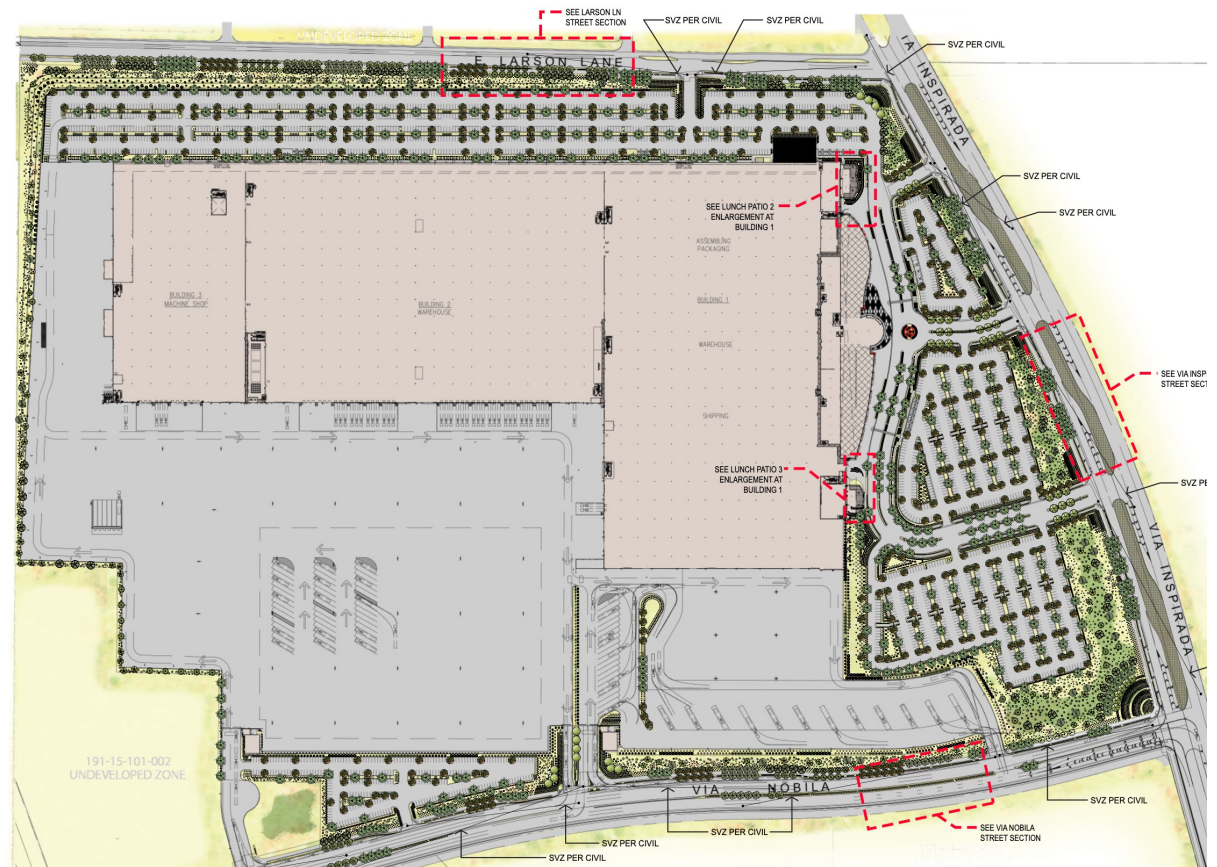 SEE LARSON LN
STREET SECTION
SVZ PER CIVIL
SVZ PER CIVIL
UNDEVELOPED ZONE
E LARSON LANE
SVZ PER CIVIL
IA INSPIRADA
SVZ PER CIVIL
SVZ PER CIVIL
SEE LUNCH PATIO 2
ENLARGEMENT AT
BUILDING 1
ASSEMBLING
PACKAGING
BUILDING 3
MACHINE SHOP
BUILDING 2
WAREHOUSE
BUILDING 1
WAREHOUSE
SHIPPING
SEE VIA INSP
STREET SECT
SEE LUNCH PATIO 3
ENLARGEMENT AT
BUILDING 1
SVZ PE
VIA INSPIRADA
191-15-101-002
UNDEVELOPED ZONE
VIA NOBILA
SVZ PER CIVIL
SVZ PER CIVIL
SEE VIA NOBILA
STREET SECTION
SVZ PER CIVIL
SVZ PER CIVIL